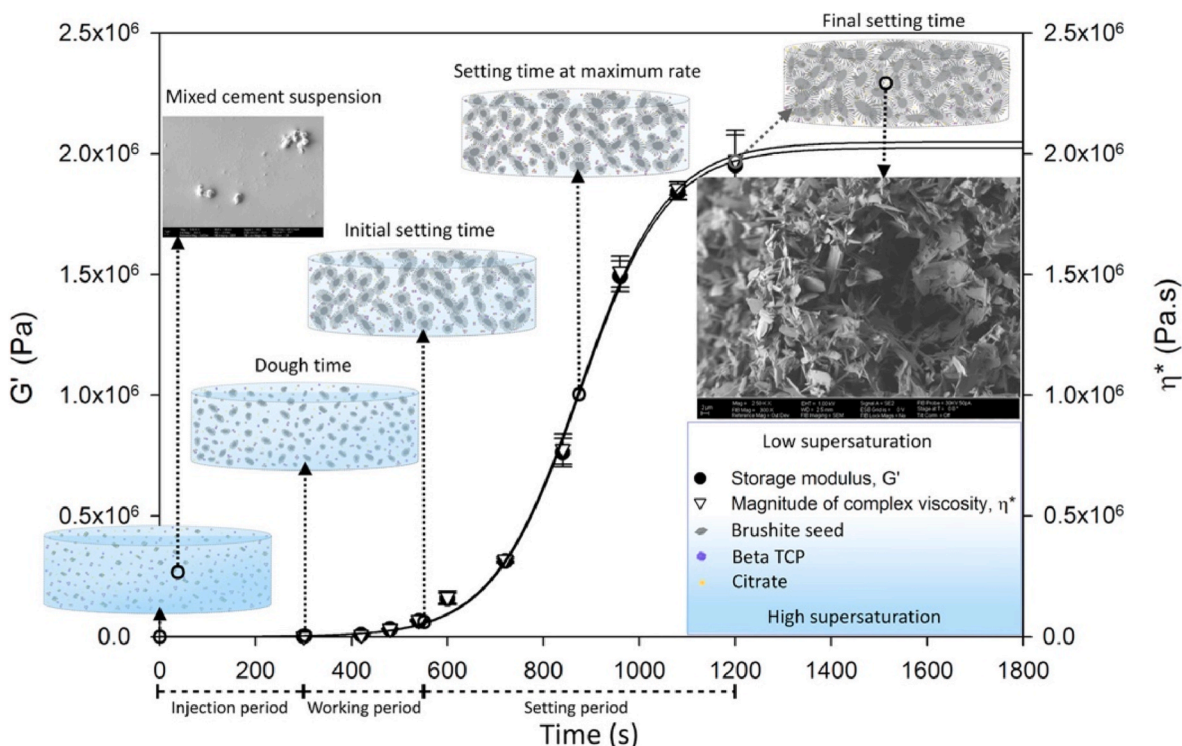 Final setting time
Setting time at maximum rate
Mixed cement suspension
Initial setting time
Dough time
2.5x10⁶
2.0x10⁶
1.5x10⁶
1.0x10⁶
0.5x10⁶
0.0
G' (Pa)
2.5x10⁶
2.0x10⁶
1.5x10⁶
1.0x10⁶
0.5x10⁶
0.0
η* (Pa.s)
Low supersaturation
Storage modulus, G'
Magnitude of complex viscosity, η*
Brushite seed
Beta TCP
Citrate
High supersaturation
0 200 400 600 800 1000 1200 1400 1600 1800
Injection period Working period Setting period
Time (s)